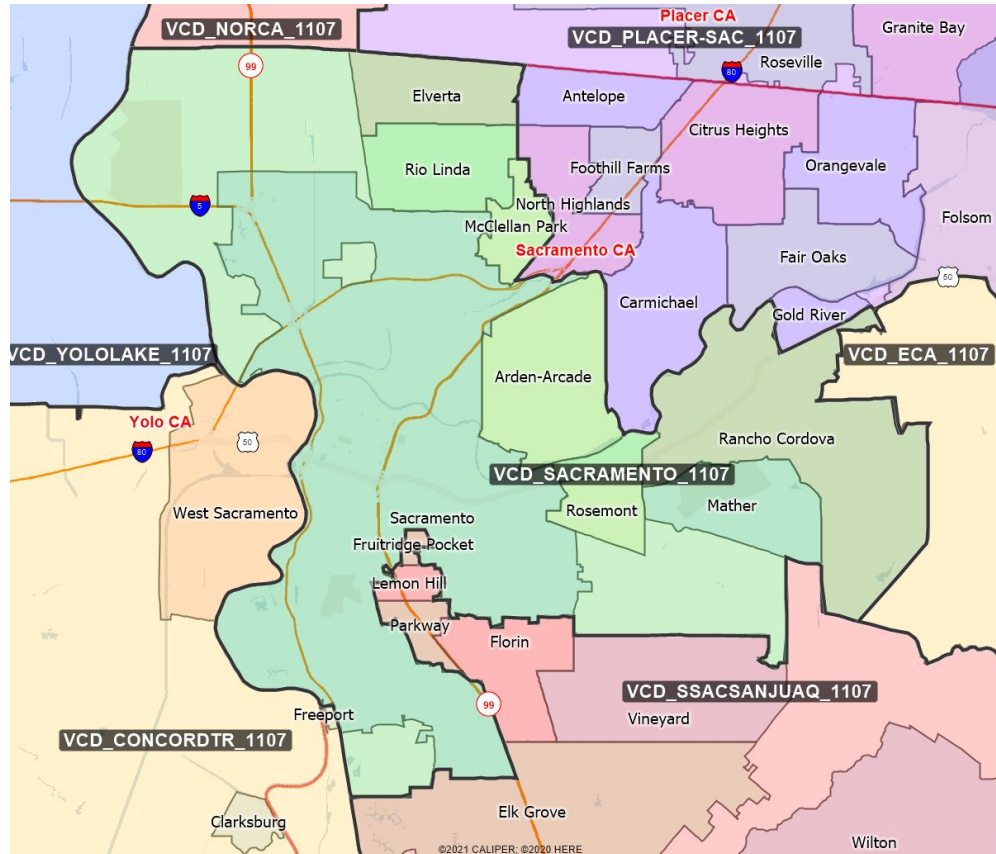 Placer CA
VCD_NORCA_1107
VCD_PLACER-SAC_1107
Granite Bay
99
Roseville
80
Elverta
Antelope
Citrus Heights
Rio Linda
Foothill Farms
Orangevale
5
North Highlands
Folsom
McClellan Park
Sacramento CA
Fair Oaks
50
Carmichael
Gold River
VCD_YOLOLAKE_1107
VCD_ECA_1107
Arden-Arcade
Yolo CA
80
50
Rancho Cordova
VCD_SACRAMENTO_1107
Mather
West Sacramento
Rosemont
Sacramento
Fruitridge Pocket
Lemon Hill
Parkway
Florin
VCD_SSACSANJUAQ_1107
99
Freeport
Vineyard
VCD_CONCORDTR_1107
Elk Grove
Clarksburg
Wilton
©2021 CALIPER; ©2020 HERE